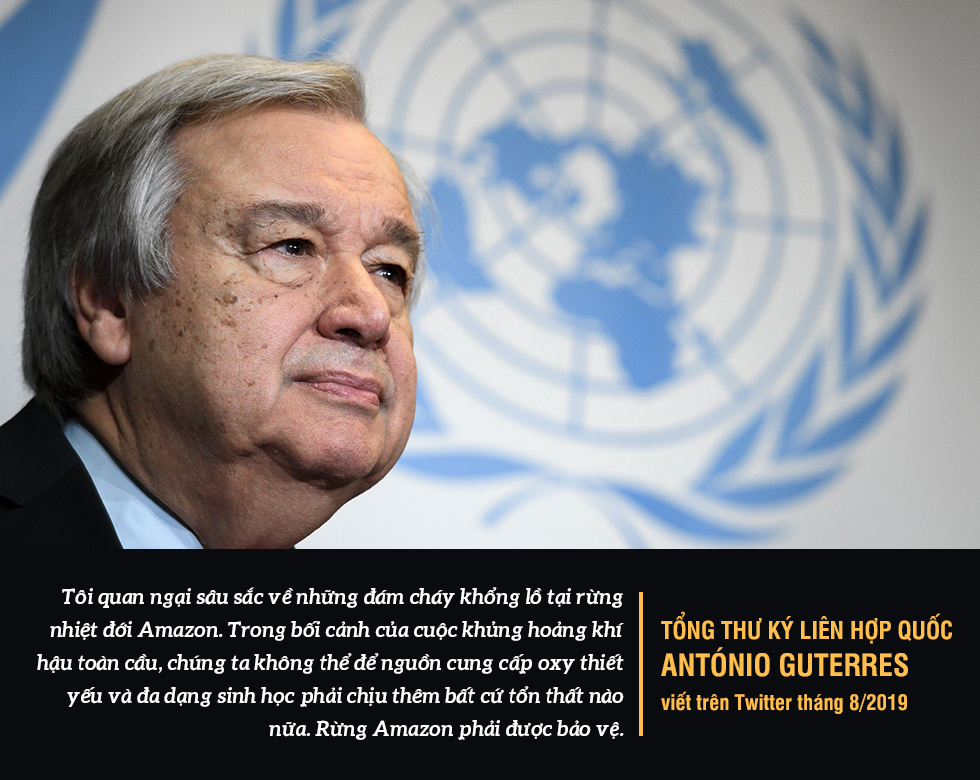 Tôi quan ngại sâu sắc về những đám cháy khổng lồ tại rừng
nhiệt đới Amazon. Trong bối cảnh của cuộc khủng hoảng khí
hậu toàn cầu, chúng ta không thể để nguồn cung cấp oxy thiết
yếu và đa dạng sinh học phải chịu thêm bất cứ tổn thất nào
nữa. Rừng Amazon phải được bảo vệ.
TỔNG THƯ KÝ LIÊN HỢP QUỐC
ANTÓNIO GUTERRES
viết trên Twitter tháng 8/2019